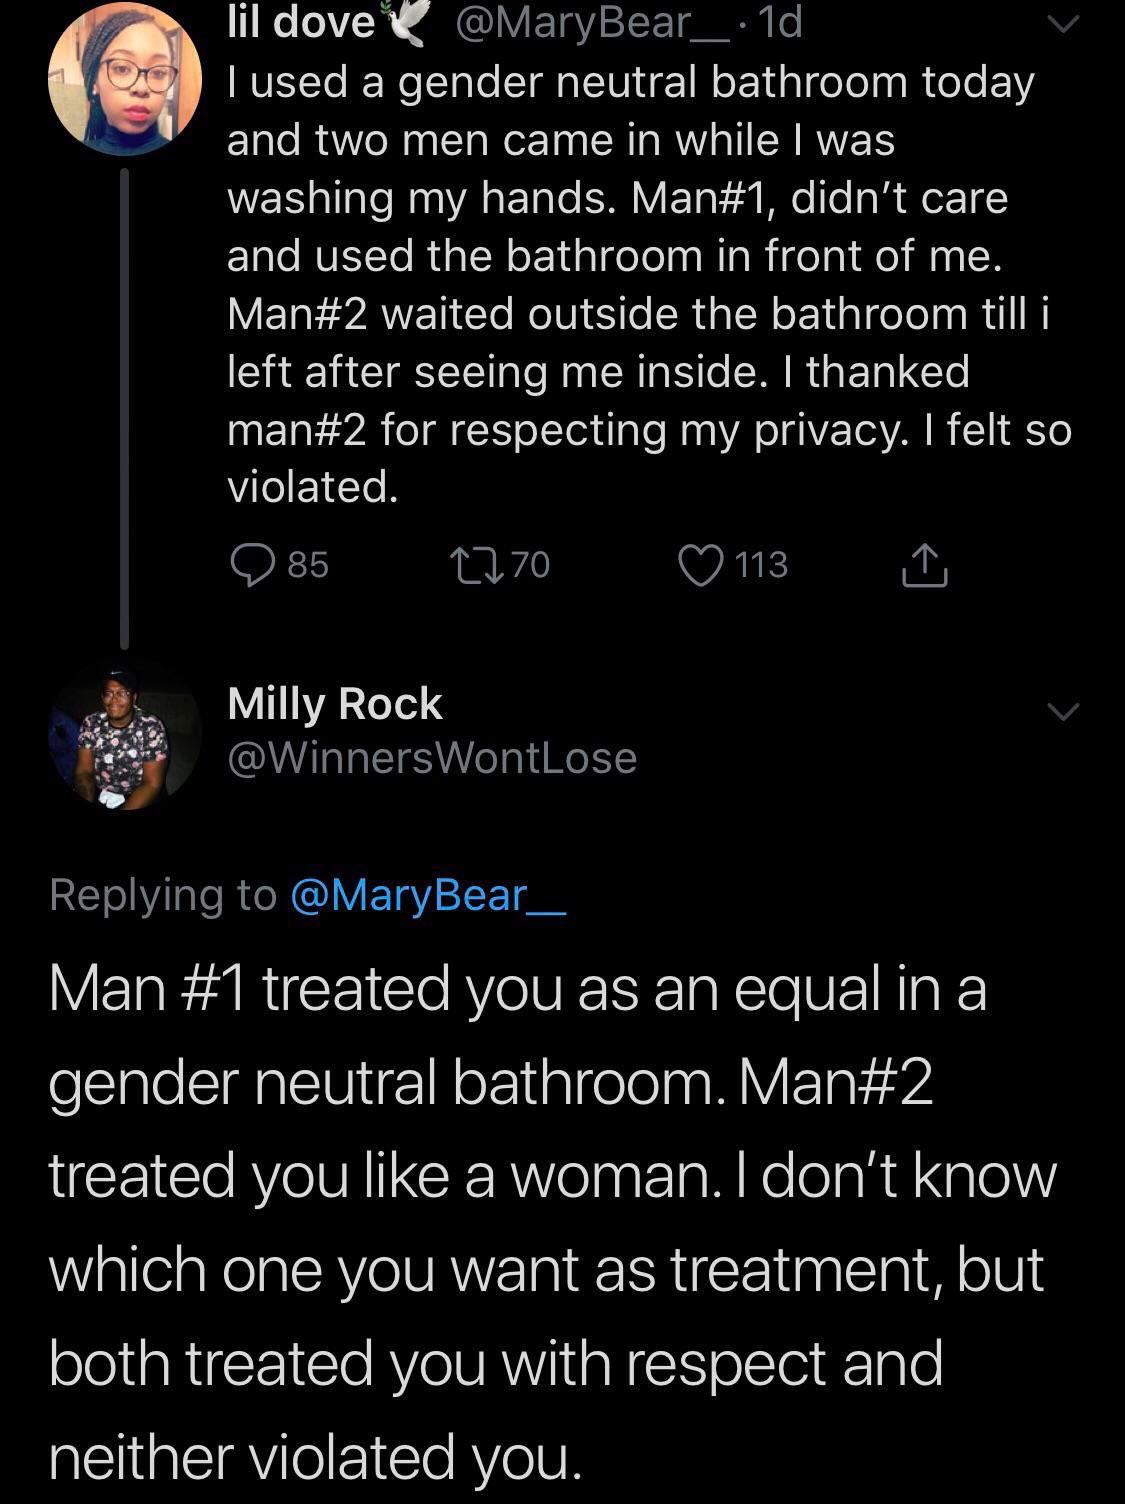 lil dove🕊 @MaryBear__ · 1d
I used a gender neutral bathroom today
and two men came in while I was
washing my hands. Man#1, didn’t care
and used the bathroom in front of me.
Man#2 waited outside the bathroom till i
left after seeing me inside. I thanked
man#2 for respecting my privacy. I felt so
violated.
85 70 113
Milly Rock
@WinnersWontLose
Replying to @MaryBear__
Man #1 treated you as an equal in a
gender neutral bathroom. Man#2
treated you like a woman. I don’t know
which one you want as treatment, but
both treated you with respect and
neither violated you.